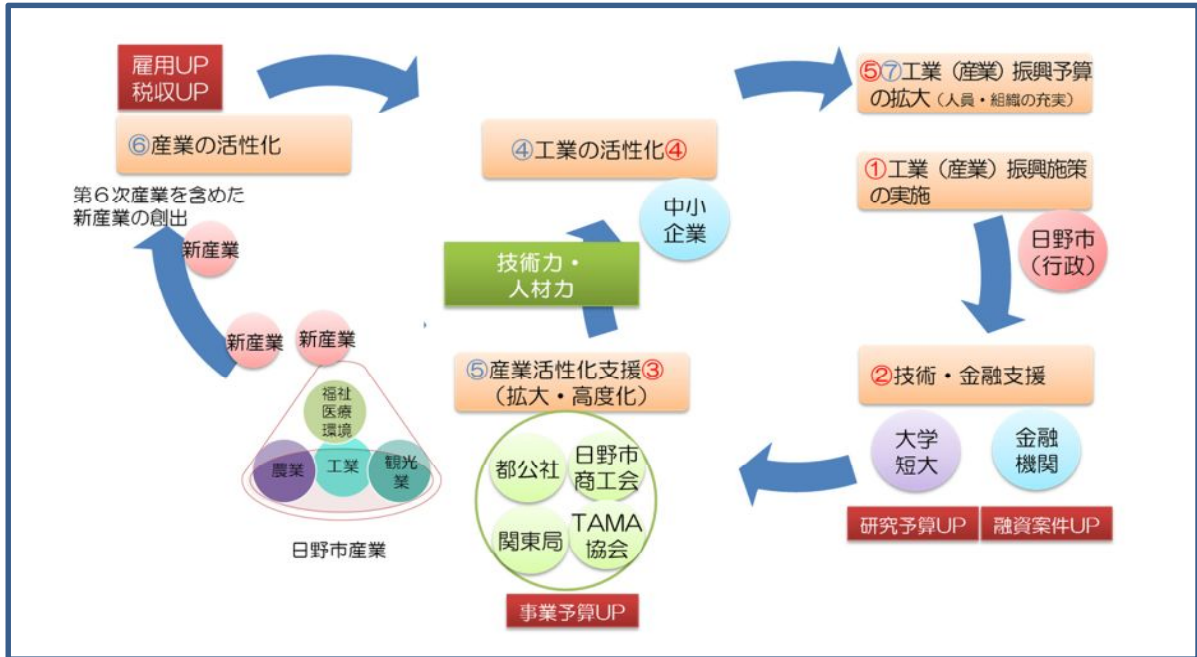 雇用UP
税収UP
⑥産業の活性化
第6次産業を含めた
新産業の創出
新産業
新産業
新産業
福祉
医療
環境
農業
工業
観光
業
日野市産業
④工業の活性化④
中小
企業
技術力・
人材力
⑤産業活性化支援③
（拡大・高度化）
都公社
日野市
商工会
関東局
TAMA
協会
事業予算UP
⑤⑦工業（産業）振興予算
の拡大（人員・組織の充実）
①工業（産業）振興施策
の実施
日野市
（行政）
②技術・金融支援
大学
短大
金融
機関
研究予算UP
融資案件UP